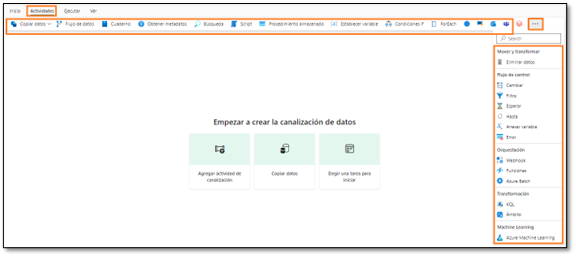 Inicio Actividades Ejecutar Ver
Copiar datos Flujo de datos Cuaderno Obtener metadatos Búsqueda Script Procedimiento almacenado Establecer variable Condiciones If ForEach
Search
Mover y transformar
Eliminar datos
Flujo de control
Cambiar
Filtro
Esperar
Hasta
Anexar variable
Error
Orquestación
Webhook
Funciones
Azure Batch
Transformación
KQL
Ámbito
Machine Learning
Azure Machine Learning
Empezar a crear la canalización de datos
Agregar actividad de
canalización
Copiar datos
Elegir una tarea para
iniciar